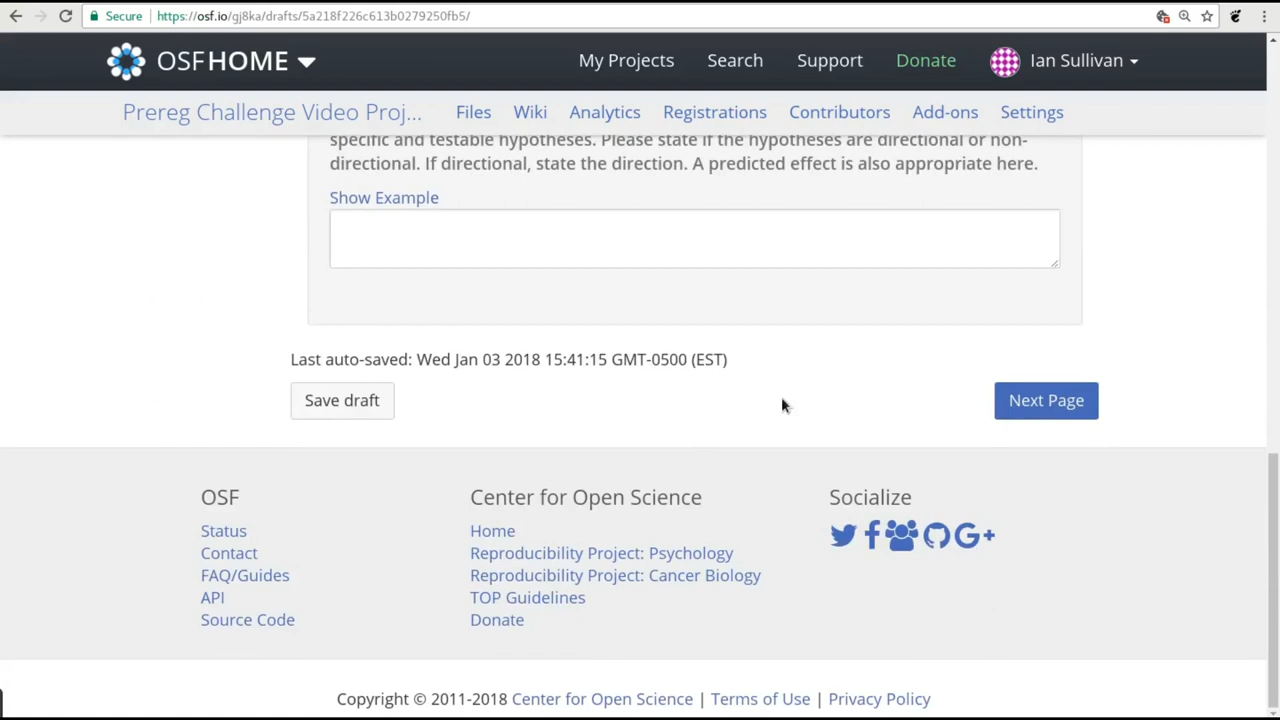 Secure https://osf.io/gj8ka/drafts/5a218f226c613b0279250fb5/
OSFHOME My Projects Search Support Donate Ian Sullivan
Prereg Challenge Video Proj... Files Wiki Analytics Registrations Contributors Add-ons Settings
specific and testable hypotheses. Please state if the hypotheses are directional or non-
directional. If directional, state the direction. A predicted effect is also appropriate here.
Show Example
Last auto-saved: Wed Jan 03 2018 15:41:15 GMT-0500 (EST)
Save draft Next Page
OSF
Status
Contact
FAQ/Guides
API
Source Code
Center for Open Science
Home
Reproducibility Project: Psychology
Reproducibility Project: Cancer Biology
TOP Guidelines
Donate
Socialize
Copyright © 2011-2018 Center for Open Science | Terms of Use | Privacy Policy